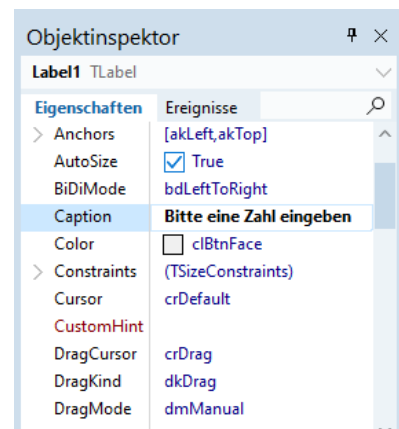 Objektinspektor
Label1 TLabel
Eigenschaften Ereignisse
Anchors [akLeft,akTop]
AutoSize True
BiDiMode bdLeftToRight
Caption Bitte eine Zahl eingeben
Color clBtnFace
Constraints (TSizeConstraints)
Cursor crDefault
CustomHint
DragCursor crDrag
DragKind dkDrag
DragMode dmManual